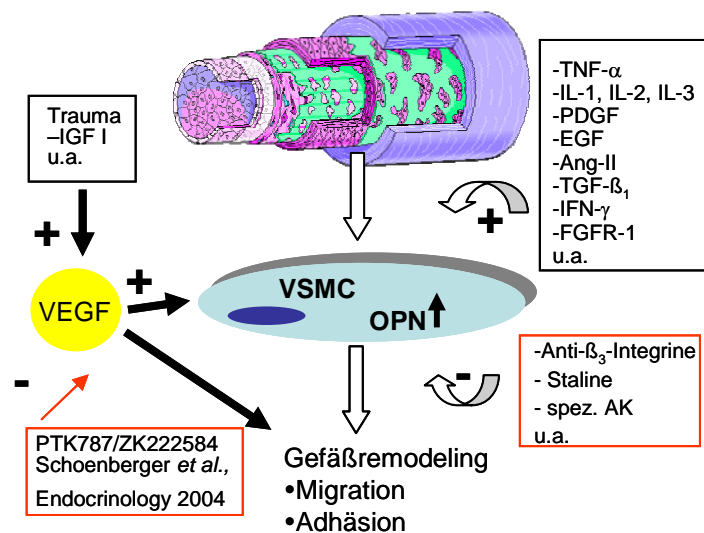 Trauma
–IGF I
u.a.
-TNF-α
-IL-1, IL-2, IL-3
-PDGF
-EGF
-Ang-II
-TGF-ß₁
-IFN-γ
-FGFR-1
u.a.
+
+
+
VEGF
VSMC
OPN
-
-
-Anti-ß₃-Integrine
- Staline
- spez. AK
u.a.
PTK787/ZK222584
Schoenberger et al.,
Endocrinology 2004
Gefäßremodeling
•Migration
•Adhäsion